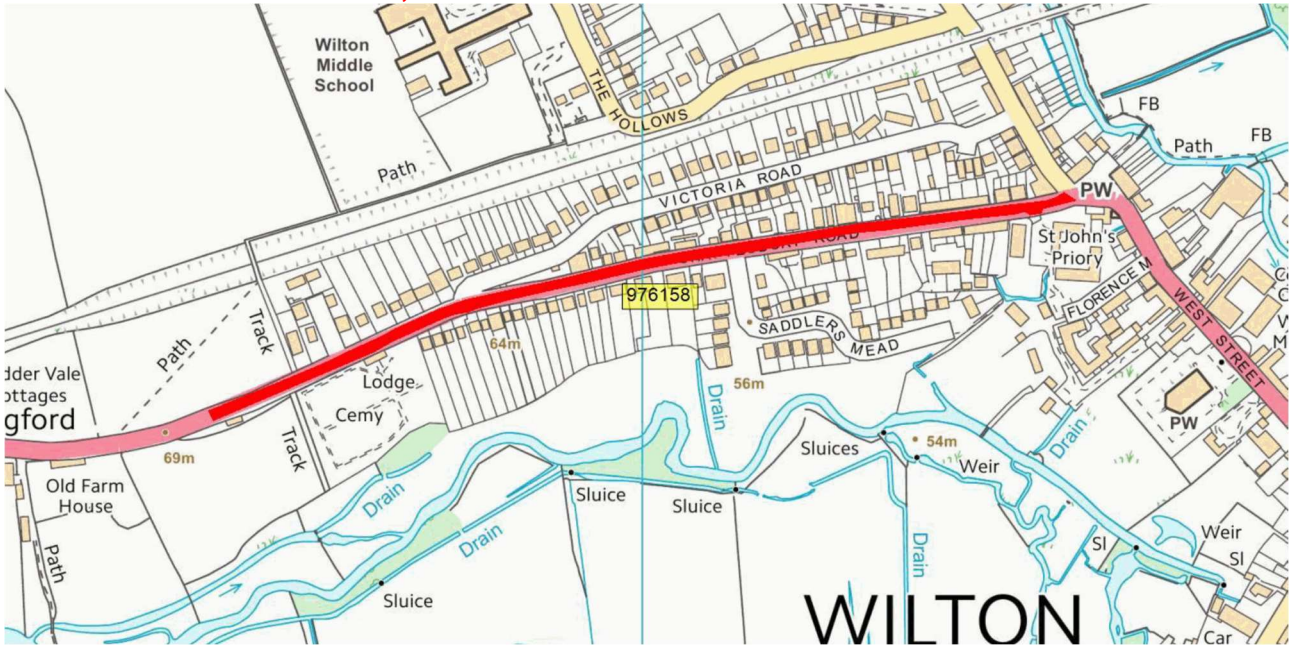 Wilton
Middle
School
THE HOLLOWS
FB
Path
FB
Path
VICTORIA ROAD
PW
ROAD
St John's
Priory
976158
FLORENCE M
SADDLERS
MEAD
WEST STREET
Track
Path
64m
Lodge
56m
dder Vale
ottages
gford
Cemy
Drain
PW
69m
Track
Sluices
54m
Drain
Weir
Old Farm
House
Drain
Sluice
Sluice
Drain
Drain
Weir
Sl
Sl
Path
Sluice
WILTON
Car